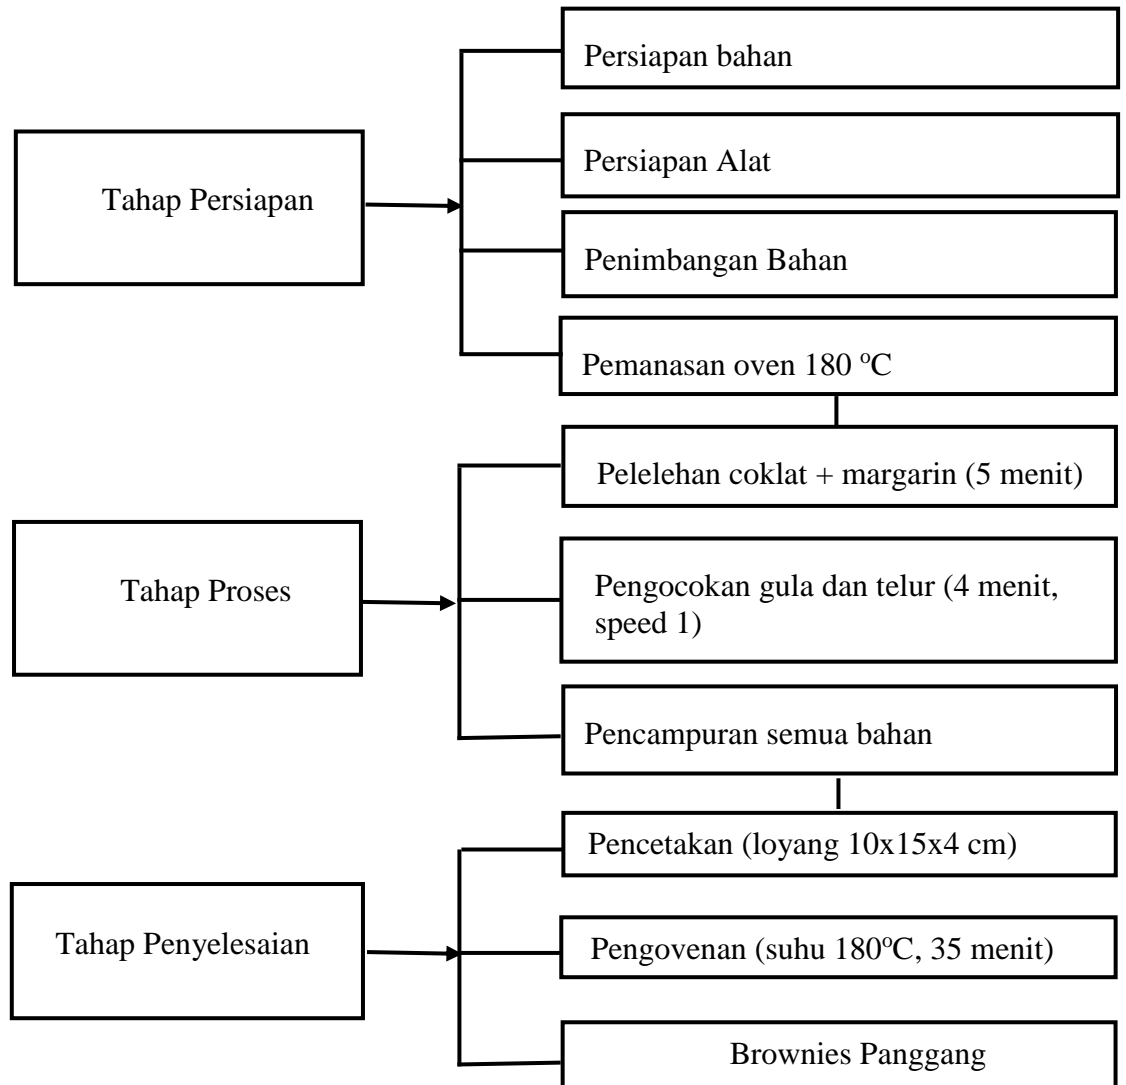 Persiapan bahan
Persiapan Alat
Tahap Persiapan
Penimbangan Bahan
Pemanasan oven 180 ºC
Pelelehan coklat + margarin (5 menit)
Tahap Proses
Pengocokan gula dan telur (4 menit,
speed 1)
Pencampuran semua bahan
Pencetakan (loyang 10x15x4 cm)
Tahap Penyelesaian
Pengovenan (suhu 180ºC, 35 menit)
Brownies Panggang